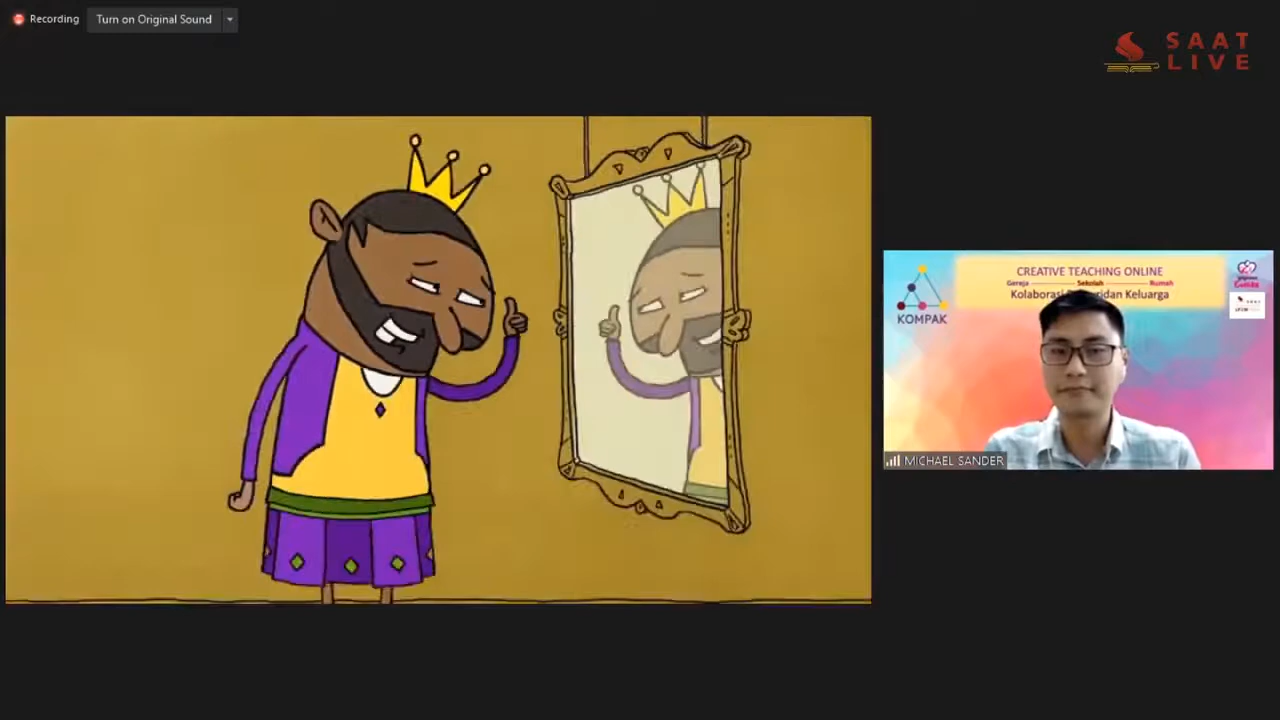 Recording
Turn on Original Sound
SAAT
LIVE
CREATIVE TEACHING ONLINE
Gereja Sekolah Rumah
Kolaborasi dan Keluarga
KOMPAK
MICHAEL SANDER